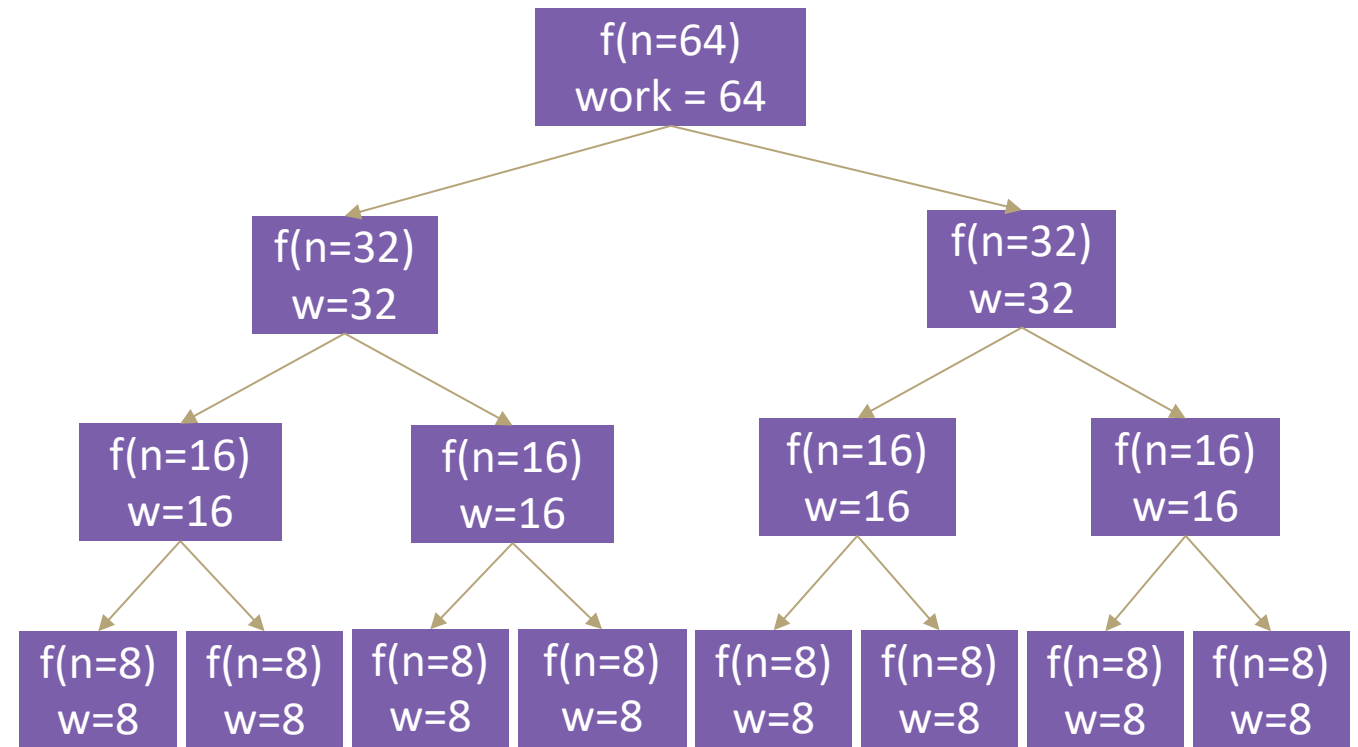 f(n=64)
work = 64
f(n=32)
w=32
f(n=32)
w=32
f(n=16)
w=16
f(n=16)
w=16
f(n=16)
w=16
f(n=16)
w=16
f(n=8)
w=8
f(n=8)
w=8
f(n=8)
w=8
f(n=8)
w=8
f(n=8)
w=8
f(n=8)
w=8
f(n=8)
w=8
f(n=8)
w=8